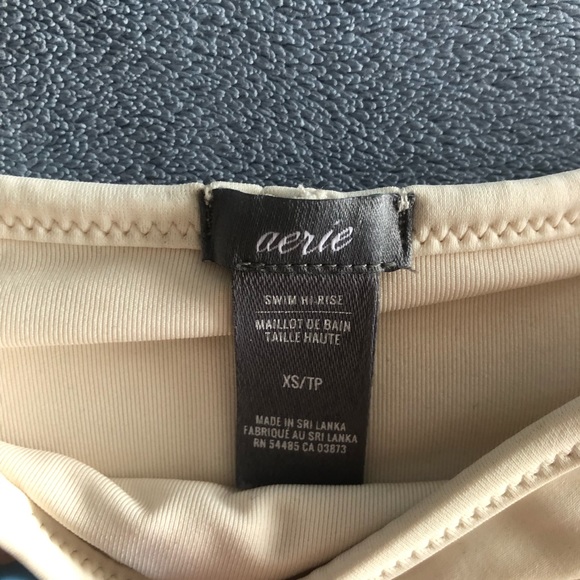 aerie
SWIM HI RISE
MAILLOT DE BAIN
TAILLE HAUTE
XS/TP
MADE IN SRI LANKA
FABRIQUÉ AU SRI LANKA
RN 54485 CA 03873